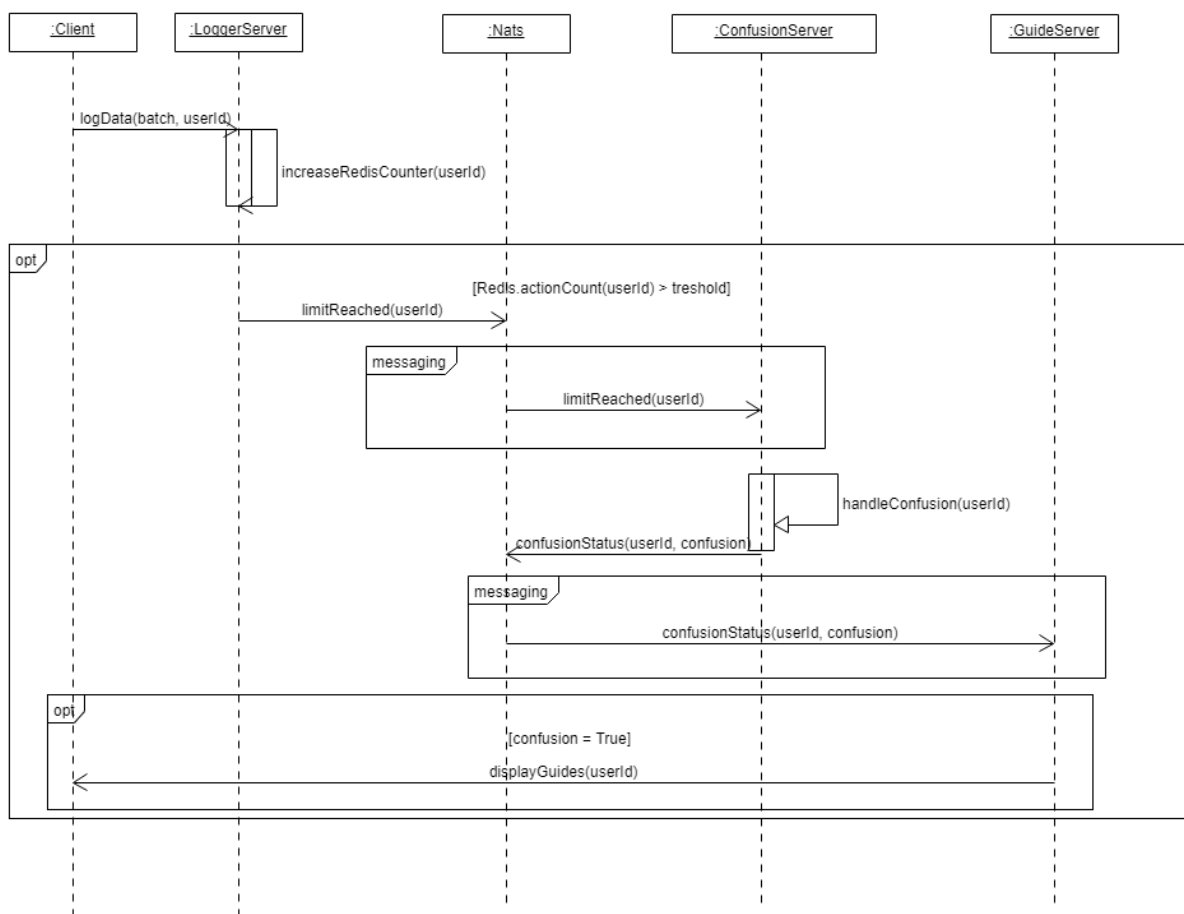 :Client
:LoggerServer
:Nats
:ConfusionServer
:GuideServer
logData(batch, userId)
increaseRedisCounter(userId)
opt
[Redis.actionCount(userId) > treshold]
limitReached(userId)
messaging
limitReached(userId)
handleConfusion(userId)
confusionStatus(userId, confusion)
messaging
confusionStatus(userId, confusion)
opt
[confusion = True]
displayGuides(userId)